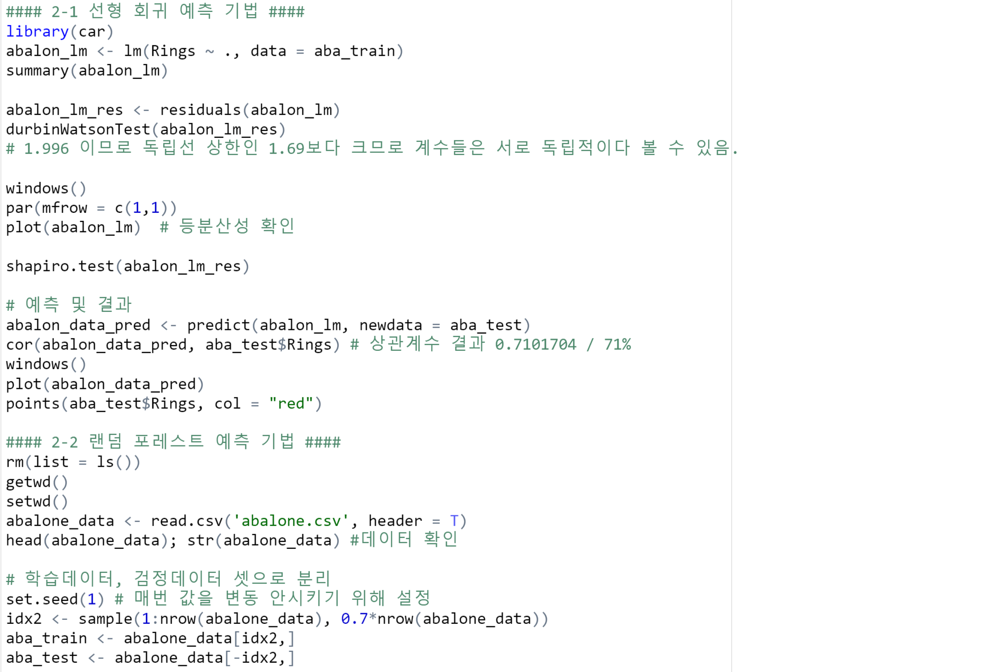 #### 2-1 선형 회귀 예측 기법 ####
library(car)
abalon_lm <- lm(Rings ~ ., data = aba_train)
summary(abalon_lm)
abalon_lm_res <- residuals(abalon_lm)
durbinWatsonTest(abalon_lm_res)
# 1.996 이므로 독립선 상한인 1.69보다 크므로 계수들은 서로 독립적이다 볼 수 있음.
windows()
par(mfrow = c(1,1))
plot(abalon_lm)  # 등분산성 확인
shapiro.test(abalon_lm_res)
# 예측 및 결과
abalon_data_pred <- predict(abalon_lm, newdata = aba_test)
cor(abalon_data_pred, aba_test$Rings) # 상관계수 결과 0.7101704 / 71%
windows()
plot(abalon_data_pred)
points(aba_test$Rings, col = "red")
#### 2-2 랜덤 포레스트 예측 기법 ####
rm(list = ls())
getwd()
setwd()
abalone_data <- read.csv('abalone.csv', header = T)
head(abalone_data); str(abalone_data) #데이터 확인
# 학습데이터, 검정데이터 셋으로 분리
set.seed(1) # 매번 값을 변동 안시키기 위해 설정
idx2 <- sample(1:nrow(abalone_data), 0.7*nrow(abalone_data))
aba_train <- abalone_data[idx2,]
aba_test <- abalone_data[-idx2,]